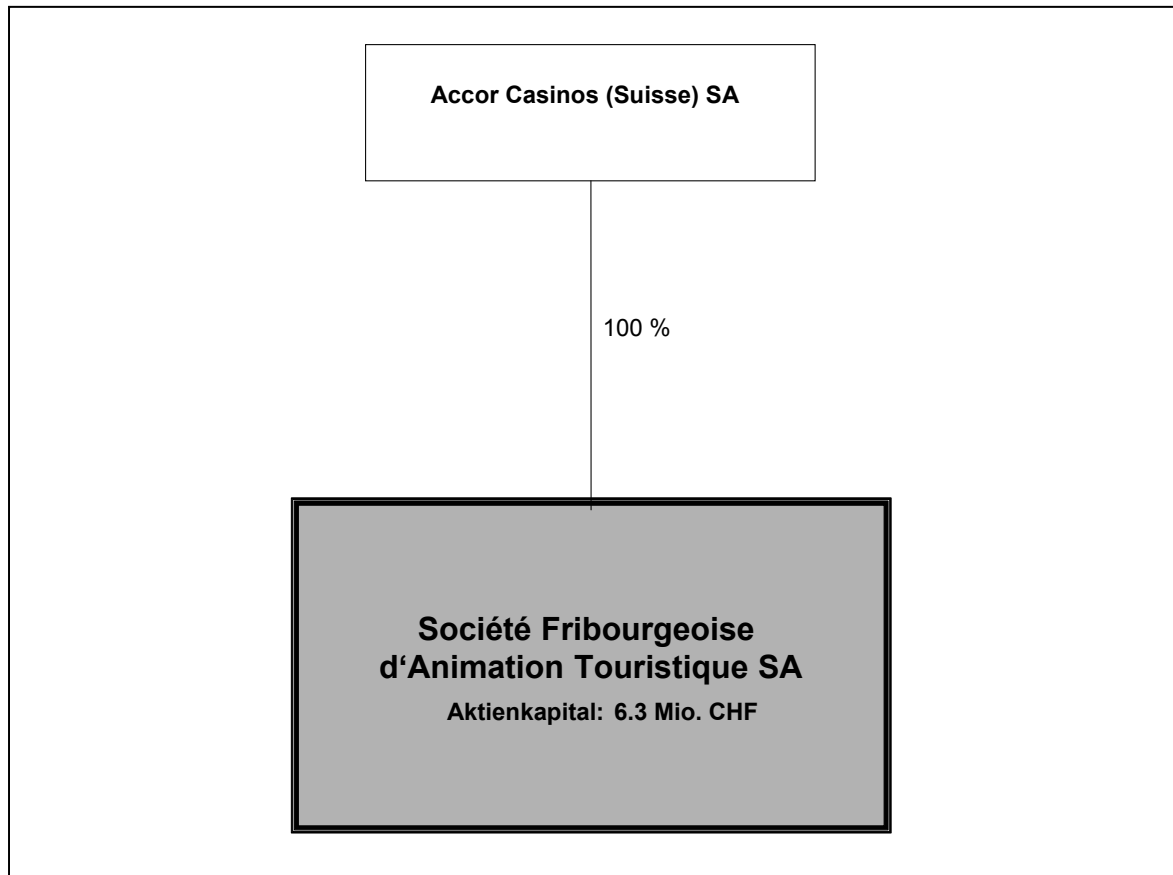 Accor Casinos (Suisse) SA
100 %
Société Fribourgeoise
d‘Animation Touristique SA
Aktienkapital: 6.3 Mio. CHF